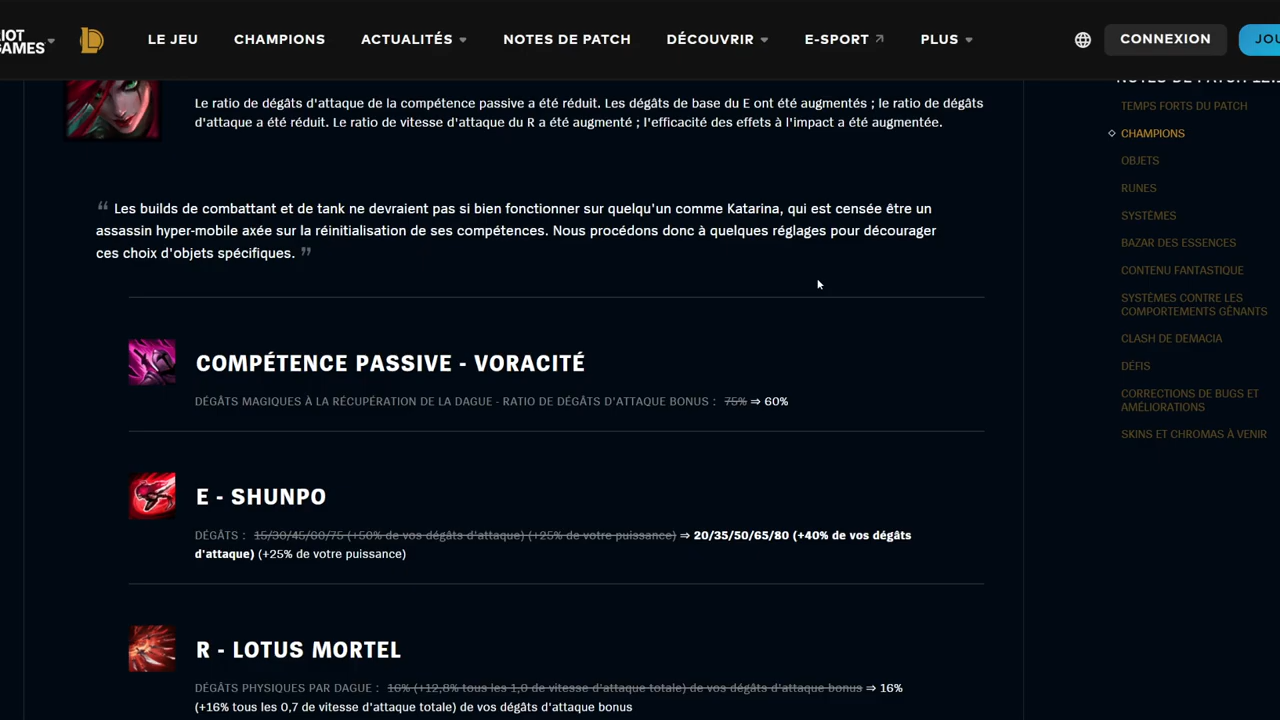 RIOT
GAMES
LE JEU
CHAMPIONS
ACTUALITÉS
NOTES DE PATCH
DÉCOUVRIR
E-SPORT
PLUS
CONNEXION
JOU
Le ratio de dégâts d'attaque de la compétence passive a été réduit. Les dégâts de base du E ont été augmentés ; le ratio de dégâts
d'attaque a été réduit. Le ratio de vitesse d'attaque du R a été augmenté ; l'efficacité des effets à l'impact a été augmentée.
“ Les builds de combattant et de tank ne devraient pas si bien fonctionner sur quelqu'un comme Katarina, qui est censée être un
assassin hyper-mobile axée sur la réinitialisation de ses compétences. Nous procédons donc à quelques réglages pour décourager
ces choix d'objets spécifiques. ”
COMPÉTENCE PASSIVE - VORACITÉ
DÉGÂTS MAGIQUES À LA RÉCUPÉRATION DE LA DAGUE - RATIO DE DÉGÂTS D'ATTAQUE BONUS : 75% ⇒ 60%
E - SHUNPO
DÉGÂTS : 15/30/45/60/75 (+50% de vos dégâts d'attaque) (+25% de votre puissance) ⇒ 20/35/50/65/80 (+40% de vos dégâts
d'attaque) (+25% de votre puissance)
R - LOTUS MORTEL
DÉGÂTS PHYSIQUES PAR DAGUE : 16% (+12,8% tous les 1,0 de vitesse d'attaque totale) de vos dégâts d'attaque bonus ⇒ 16%
(+16% tous les 0,7 de vitesse d'attaque totale) de vos dégâts d'attaque bonus
NOTES DE PATCH
TEMPS FORTS DU PATCH
CHAMPIONS
OBJETS
RUNES
SYSTÈMES
BAZAR DES ESSENCES
CONTENU FANTASTIQUE
SYSTÈMES CONTRE LES
COMPORTEMENTS GÊNANTS
CLASH DE DEMACIA
DÉFIS
CORRECTIONS DE BUGS ET
AMÉLIORATIONS
SKINS ET CHROMAS À VENIR